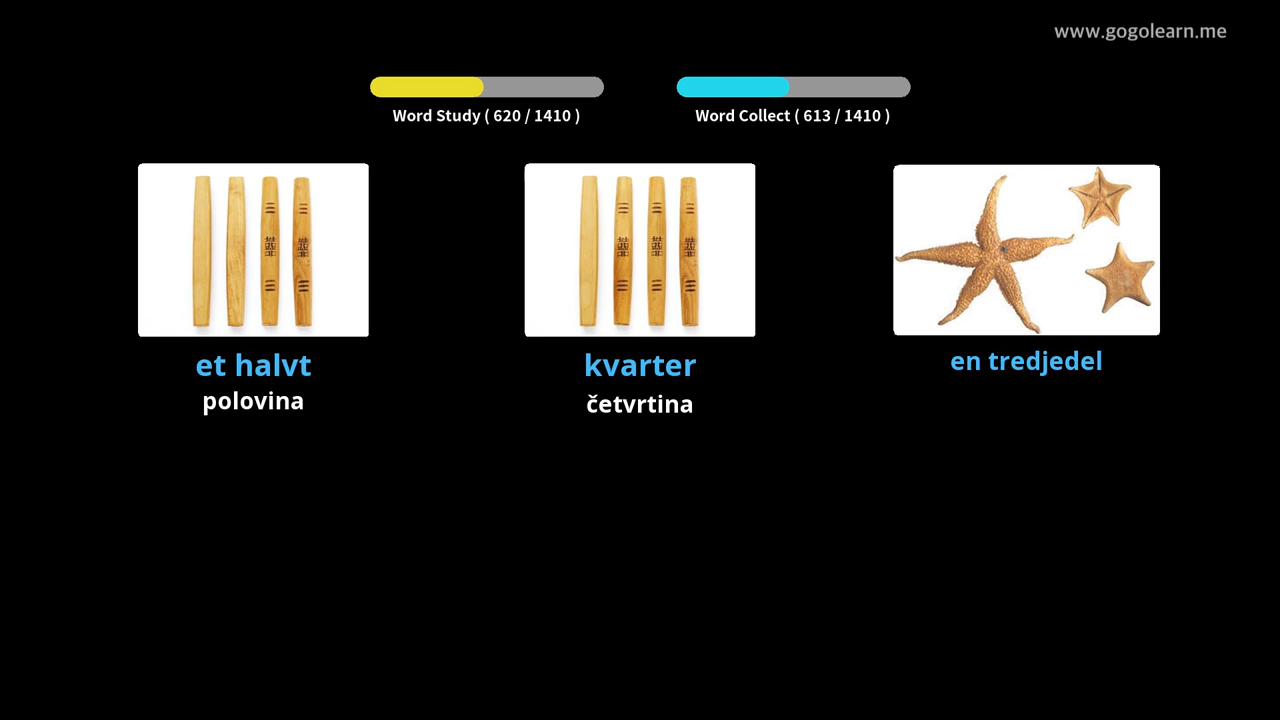 www.gogolearn.me
Word Study ( 620 / 1410 )
Word Collect ( 613 / 1410 )
et halvt
polovina
kvarter
četvrtina
en tredjedel